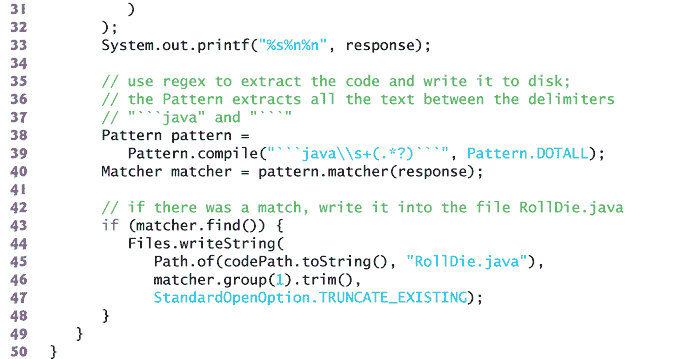 31             )
32          );
33          System.out.printf("%s%n%n", response);
34
35          // use regex to extract the code and write it to disk;
36          // the Pattern extracts all the text between the delimiters
37          // "```java" and "```"
38          Pattern pattern =
39             Pattern.compile("```java\\s+(.*?)```", Pattern.DOTALL);
40          Matcher matcher = pattern.matcher(response);
41
42          // if there was a match, write it into the file RollDie.java
43          if (matcher.find()) {
44             Files.writeString(
45                Path.of(codePath.toString(), "RollDie.java"),
46                matcher.group(1).trim(),
47                StandardOpenOption.TRUNCATE_EXISTING);
48          }
49       }
50    }